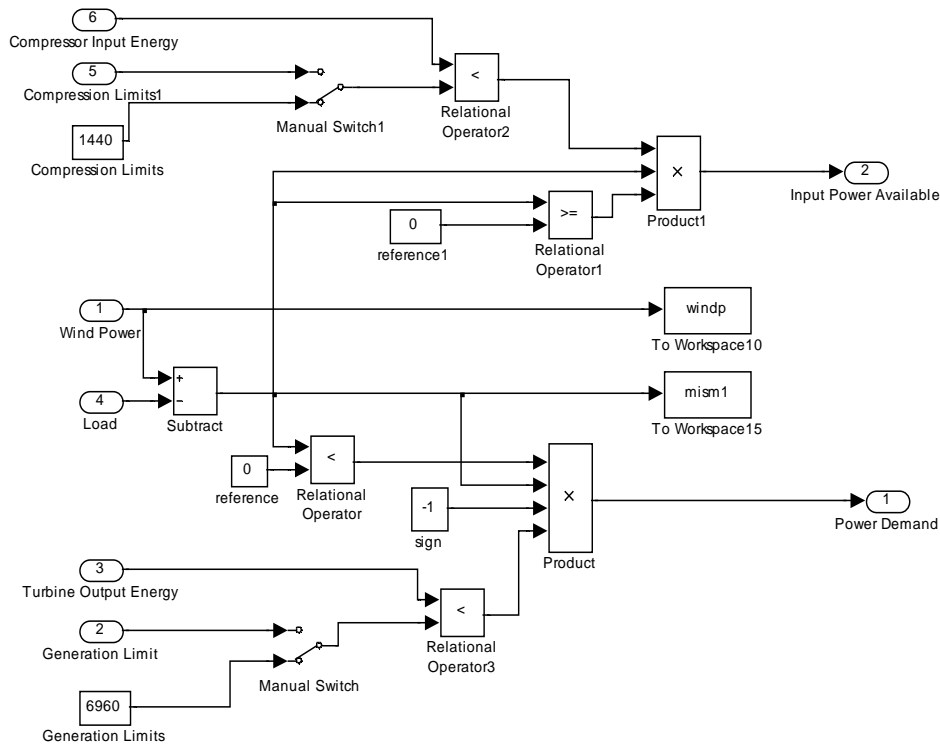 6
Compressor Input Energy
5
Compression Limits1
1440
Compression Limits
Manual Switch1
<
Relational
Operator2
×
Product1
2
Input Power Available
0
reference1
>=
Relational
Operator1
1
Wind Power
windp
To Workspace10
+
−
Subtract
4
Load
mism1
To Workspace15
0
reference
<
Relational
Operator
-1
sign
×
Product
1
Power Demand
3
Turbine Output Energy
2
Generation Limit
6960
Generation Limits
Manual Switch
<
Relational
Operator3